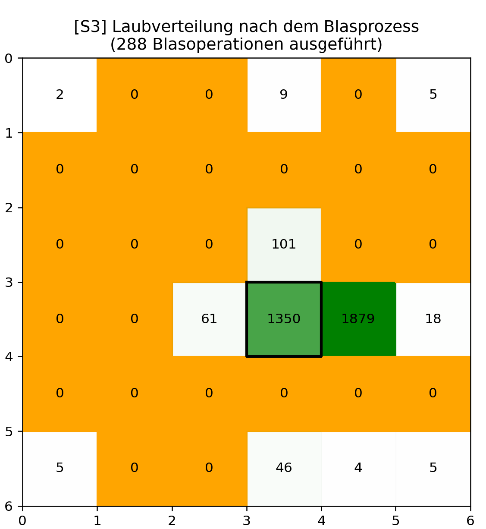 [S3] Laubverteilung nach dem Blasprozess
(288 Blasoperationen ausgeführt)
0
2 0 0 9 0 5
1
0 0 0 0 0 0
2
0 0 0 101 0 0
3
0 0 61 1350 1879 18
4
0 0 0 0 0 0
5
5 0 0 46 4 5
6
0 1 2 3 4 5 6